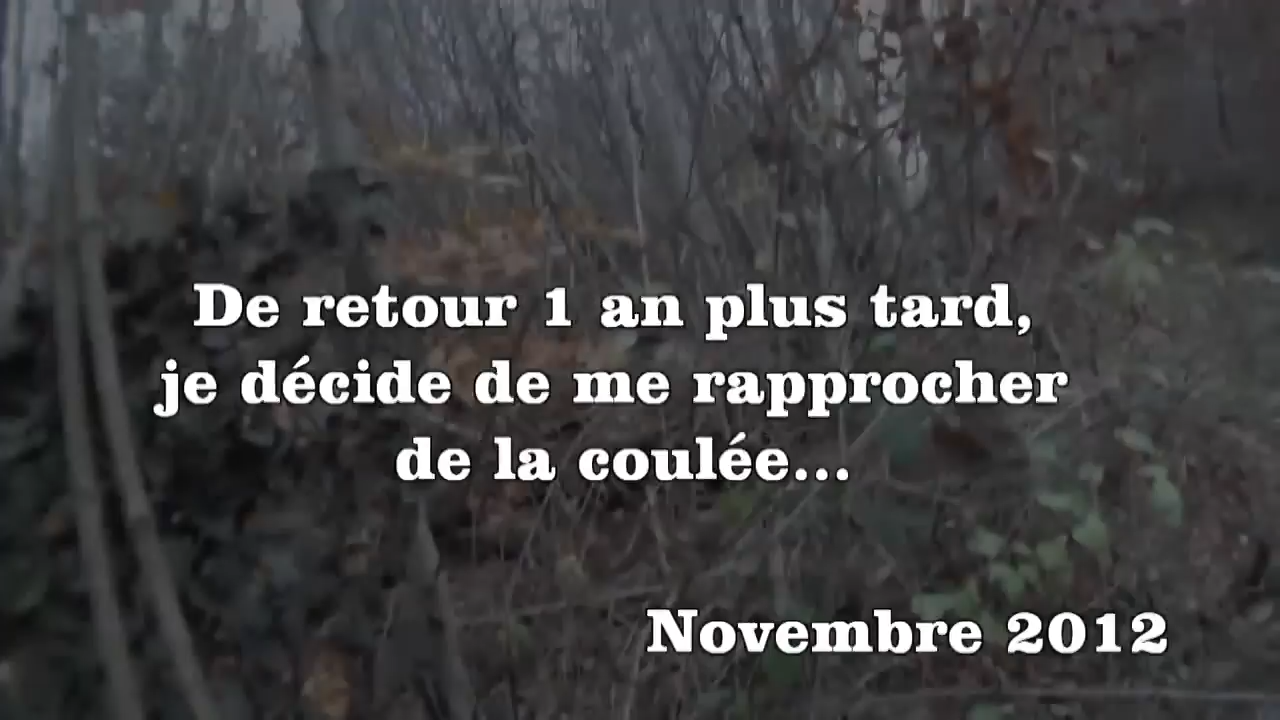 De retour 1 an plus tard,
je décide de me rapprocher
de la coulée...
Novembre 2012